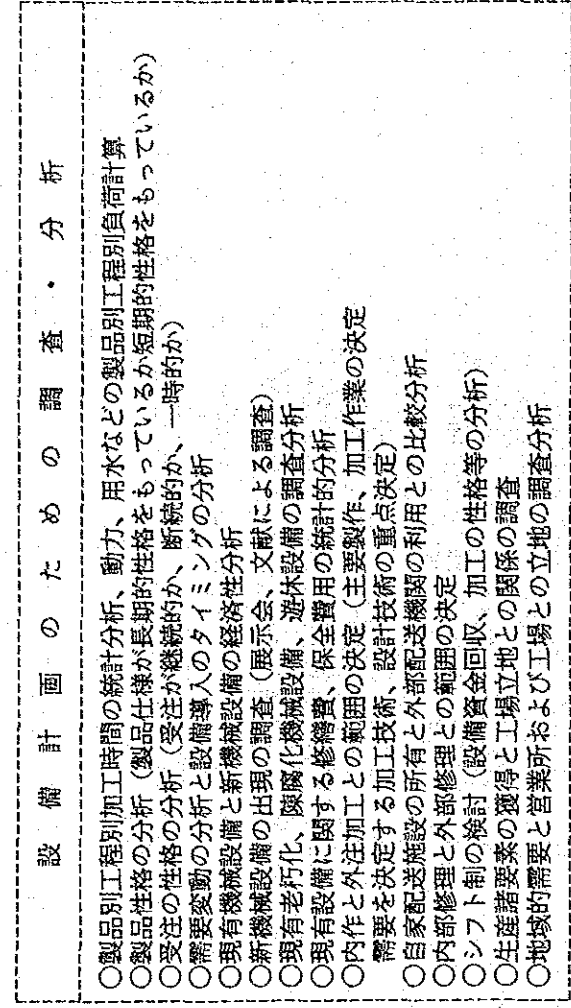 設備計画のための調査・分析
○製品別工程別加工時間の統計分析、動力、用水などの製品別工程別負荷計算
○製品性格の分析（製品仕様が長期的性格をもっているか短期的性格をもっているか）
○受注の性格の分析（受注が継続的か、断続的か、一時的か）
○需要変動の分析と設備導入のタイミングの分析
○現有機械設備と新機械設備の経済性分析
○新機械設備の出現の調査（展示会、文献による調査）
○現有老朽化、陳腐化機械設備、遊休設備の調査分析
○現有設備に関する修繕費、保全費用の統計的分析
○内作と外注加工との範囲の決定（主要製作、加工作業の決定
需要を決定する加工技術、設計技術の重点決定）
○自家配送施設の所有と外部配送機関の利用との比較分析
○内部修理と外部修理との範囲の決定
○シフト制の検討（設備資金回収、加工の性格等の分析）
○生産諸要素の獲得と工場立地との関係の調査
○地域的需要と営業所および工場との立地の調査分析